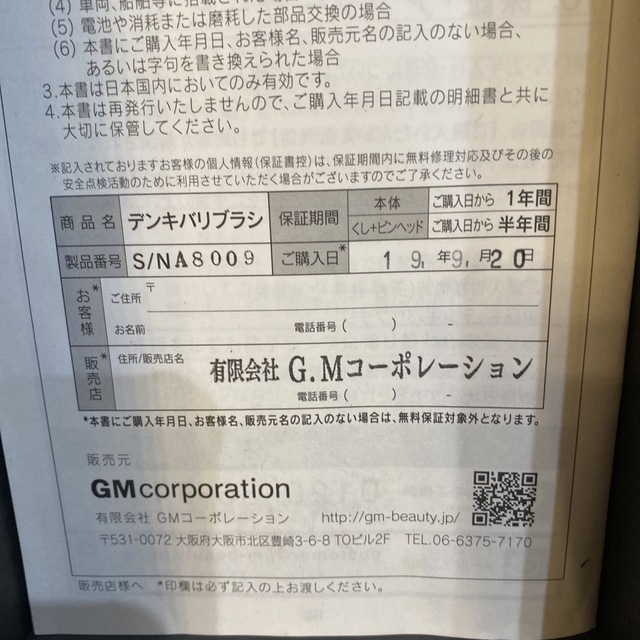 (5) 電池や消耗または磨耗した部品交換の場合
(6) 本書にご購入年月日、お客様名、販売元名の記入のない場合、
あるいは字句を書き換えられた場合
3.本書は日本国内においてのみ有効です。
4.本書は再発行いたしませんので、ご購入年月日記載の明細書と共に
大切に保管してください。
※記入されておりますお客様の個人情報(保証書控)は、保証期間内に無料修理対応及びその後の
安全点検活動のために利用させていただく場合がございますのでご了承ください。
商品名 デンキバリブラシ 保証期間 本体 ご購入日から 1年間
くし+ピンヘッド ご購入日から 半年間
製品番号 S/NA8009 ご購入日* 19. 年9. 月20日
お客様* ご住所 〒
お名前 電話番号 ( ) -
販売店* 住所/販売店名 有限会社 G.Mコーポレーション
電話番号 ( ) -
*本書にご購入年月日、お客様名、販売元名の記入のない場合は、無料保証対象外となります。
販売元
GMcorporation
有限会社 GMコーポレーション http://gm-beauty.jp/
〒531-0072 大阪府大阪市北区豊崎3-6-8 TOビル2F TEL.06-6375-7170
販売店様へ *印欄は必ず記入の上お渡しください。